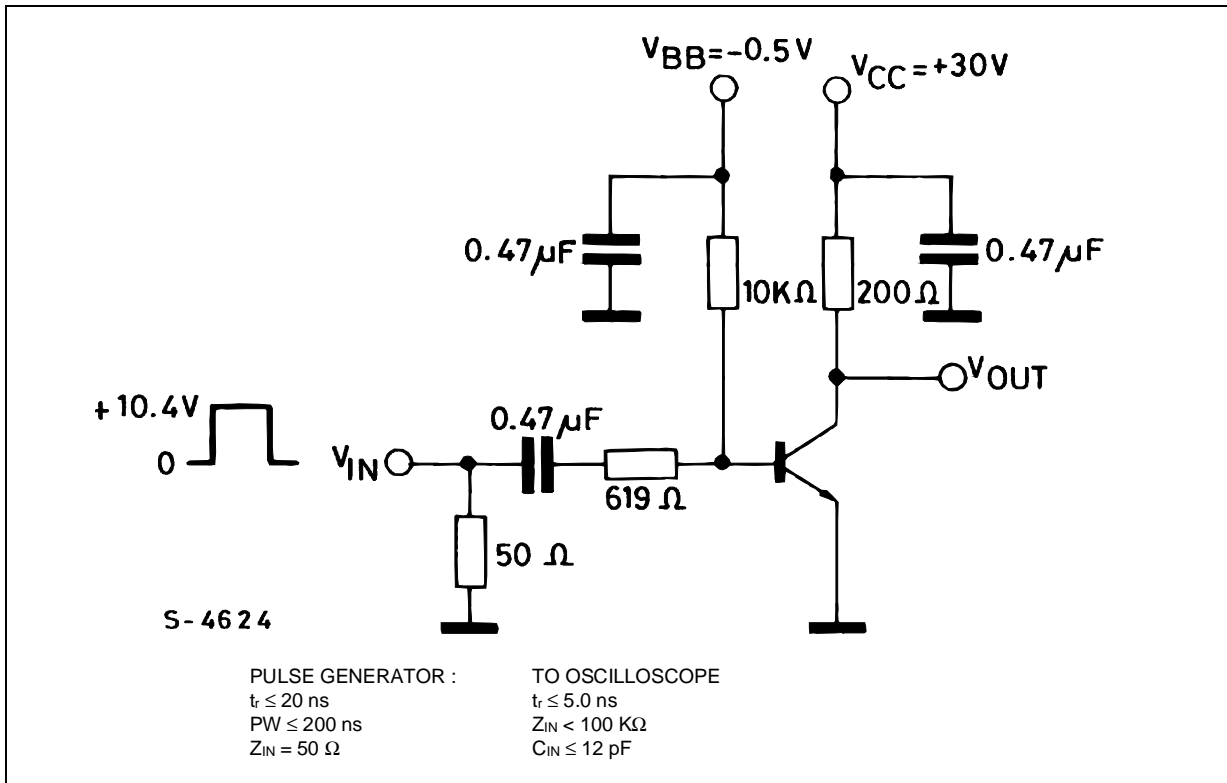 VBB=-0.5V
VCC=+30V
0.47µF
10KΩ
200Ω
0.47µF
VOUT
+10.4V
0
VIN
0.47µF
619Ω
50 Ω
S-4624
PULSE GENERATOR :
tr ≤ 20 ns
PW ≤ 200 ns
ZIN = 50 Ω
TO OSCILLOSCOPE
tr ≤ 5.0 ns
ZIN < 100 KΩ
CIN ≤ 12 pF